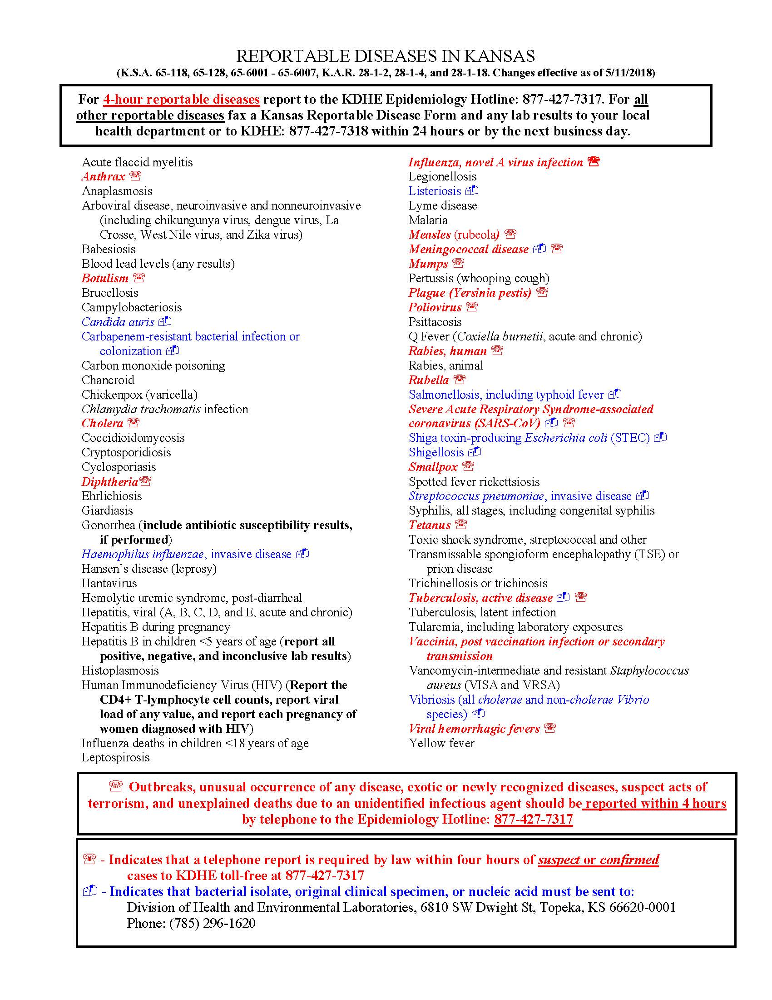 REPORTABLE DISEASES IN KANSAS
(K.S.A. 65-118, 65-128, 65-6001 - 65-6007, K.A.R. 28-1-2, 28-1-4, and 28-1-18. Changes effective as of 5/11/2018)
For 4-hour reportable diseases report to the KDHE Epidemiology Hotline: 877-427-7317. For all
other reportable diseases fax a Kansas Reportable Disease Form and any lab results to your local
health department or to KDHE: 877-427-7318 within 24 hours or by the next business day.
Acute flaccid myelitis
Anthrax ☏
Anaplasmosis
Arboviral disease, neuroinvasive and nonneuroinvasive
(including chikungunya virus, dengue virus, La
Crosse, West Nile virus, and Zika virus)
Babesiosis
Blood lead levels (any results)
Botulism ☏
Brucellosis
Campylobacteriosis
Candida auris
Carbapenem-resistant bacterial infection or
colonization
Carbon monoxide poisoning
Chancroid
Chickenpox (varicella)
Chlamydia trachomatis infection
Cholera ☏
Coccidioidomycosis
Cryptosporidiosis
Cyclosporiasis
Diphtheria☏
Ehrlichiosis
Giardiasis
Gonorrhea (include antibiotic susceptibility results,
if performed)
Haemophilus influenzae, invasive disease
Hansen’s disease (leprosy)
Hantavirus
Hemolytic uremic syndrome, post-diarrheal
Hepatitis, viral (A, B, C, D, and E, acute and chronic)
Hepatitis B during pregnancy
Hepatitis B in children <5 years of age (report all
positive, negative, and inconclusive lab results)
Histoplasmosis
Human Immunodeficiency Virus (HIV) (Report the
CD4+ T-lymphocyte cell counts, report viral
load of any value, and report each pregnancy of
women diagnosed with HIV)
Influenza deaths in children <18 years of age
Leptospirosis
Influenza, novel A virus infection ☏
Legionellosis
Listeriosis
Lyme disease
Malaria
Measles (rubeola) ☏
Meningococcal disease ☏
Mumps ☏
Pertussis (whooping cough)
Plague (Yersinia pestis) ☏
Poliovirus ☏
Psittacosis
Q Fever (Coxiella burnetii, acute and chronic)
Rabies, human ☏
Rabies, animal
Rubella ☏
Salmonellosis, including typhoid fever
Severe Acute Respiratory Syndrome-associated
coronavirus (SARS-CoV) ☏
Shiga toxin-producing Escherichia coli (STEC)
Shigellosis
Smallpox ☏
Spotted fever rickettsiosis
Streptococcus pneumoniae, invasive disease
Syphilis, all stages, including congenital syphilis
Tetanus ☏
Toxic shock syndrome, streptococcal and other
Transmissable spongioform encephalopathy (TSE) or
prion disease
Trichinellosis or trichinosis
Tuberculosis, active disease ☏
Tuberculosis, latent infection
Tularemia, including laboratory exposures
Vaccinia, post vaccination infection or secondary
transmission
Vancomycin-intermediate and resistant Staphylococcus
aureus (VISA and VRSA)
Vibriosis (all cholerae and non-cholerae Vibrio
species)
Viral hemorrhagic fevers ☏
Yellow fever
☏ Outbreaks, unusual occurrence of any disease, exotic or newly recognized diseases, suspect acts of
terrorism, and unexplained deaths due to an unidentified infectious agent should be reported within 4 hours
by telephone to the Epidemiology Hotline: 877-427-7317
☏ - Indicates that a telephone report is required by law within four hours of suspect or confirmed
cases to KDHE toll-free at 877-427-7317
- Indicates that bacterial isolate, original clinical specimen, or nucleic acid must be sent to:
Division of Health and Environmental Laboratories, 6810 SW Dwight St, Topeka, KS 66620-0001
Phone: (785) 296-1620